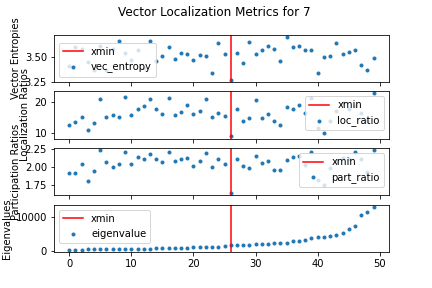 Vector Localization Metrics for 7
Vector Entropies
3.50
3.25
xmin
vec_entropy
Localization Ratios
20
10
xmin
loc_ratio
Participation Ratios
2.25
2.00
1.75
xmin
part_ratio
Eigenvalues
10000
0
xmin
eigenvalue
0 10 20 30 40 50